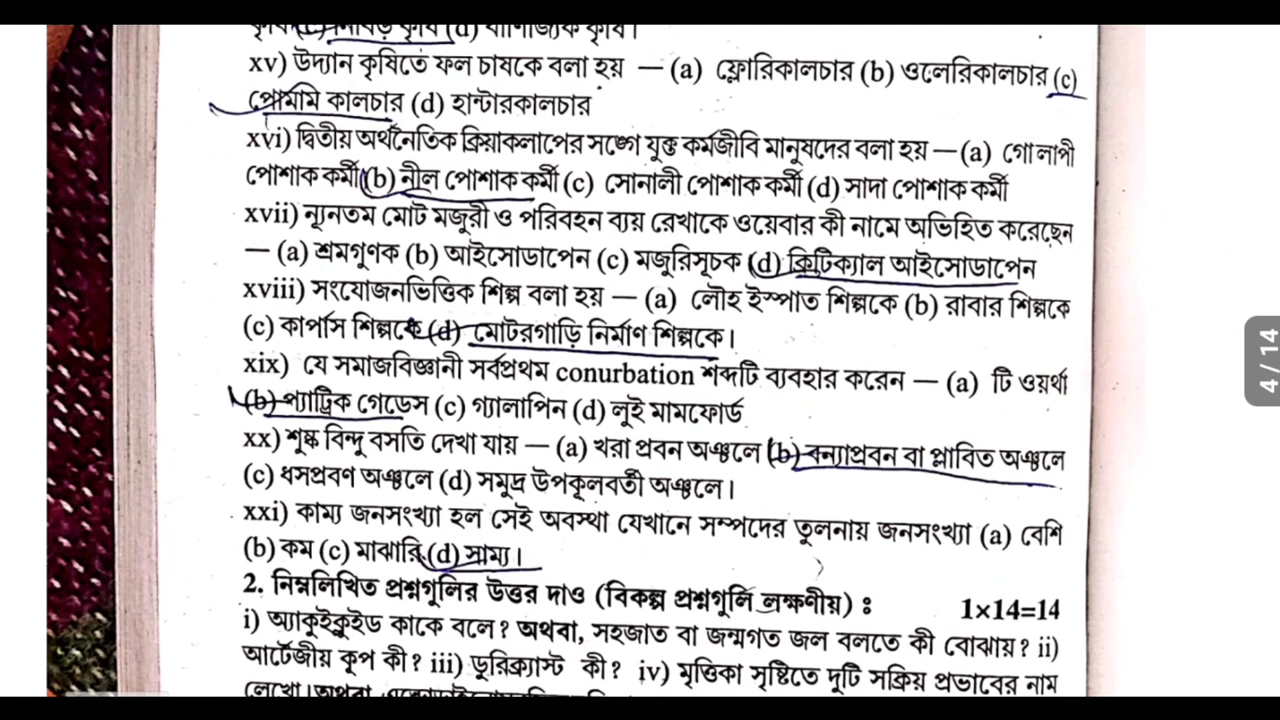 কৃষি (c) নিবিড় কৃষি (d) বাণিজ্যিক কৃষি।
xv) উদ্যান কৃষিতে ফল চাষকে বলা হয় — (a) ফ্লোরিকালচার (b) ওলেরিকালচার (c)
পোমামি কালচার (d) হান্টারকালচার
xvi) দ্বিতীয় অর্থনৈতিক ক্রিয়াকলাপের সঙ্গে যুক্ত কর্মজীবি মানুষদের বলা হয় — (a) গোলাপী
পোশাক কর্মী (b) নীল পোশাক কর্মী (c) সোনালী পোশাক কর্মী (d) সাদা পোশাক কর্মী
xvii) ন্যূনতম মোট মজুরী ও পরিবহন ব্যয় রেখাকে ওয়েবার কী নামে অভিহিত করেছেন
— (a) শ্রমগুণক (b) আইসোডাপেন (c) মজুরিসূচক (d) ক্রিটিক্যাল আইসোডাপেন
xviii) সংযোজনভিত্তিক শিল্প বলা হয় — (a) লৌহ ইস্পাত শিল্পকে (b) রাবার শিল্পকে
(c) কার্পাস শিল্পকে (d) মোটরগাড়ি নির্মাণ শিল্পকে।
xix) যে সমাজবিজ্ঞানী সর্বপ্রথম conurbation শব্দটি ব্যবহার করেন — (a) টি ওয়র্থা
(b) প্যাট্রিক গেডেস (c) গ্যালাপিন (d) লুই মামফোর্ড
xx) শুষ্ক বিন্দু বসতি দেখা যায় — (a) খরা প্রবন অঞ্চলে (b) বন্যাপ্রবন বা প্লাবিত অঞ্চলে
(c) ধসপ্রবণ অঞ্চলে (d) সমুদ্র উপকূলবর্তী অঞ্চলে।
xxi) কাম্য জনসংখ্যা হল সেই অবস্থা যেখানে সম্পদের তুলনায় জনসংখ্যা (a) বেশি
(b) কম (c) মাঝারি (d) সাম্য।
2. নিম্নলিখিত প্রশ্নগুলির উত্তর দাও (বিকল্প প্রশ্নগুলি লক্ষণীয়) : 1×14=14
i) অ্যাকুইক্লুইড কাকে বলে? অথবা, সহজাত বা জন্মগত জল বলতে কী বোঝায়? ii)
আর্টেজীয় কূপ কী? iii) ডুরিক্র্যাস্ট কী? iv) মৃত্তিকা সৃষ্টিতে দুটি সক্রিয় প্রভাবের নাম
লেখো। অথবা
4 / 14